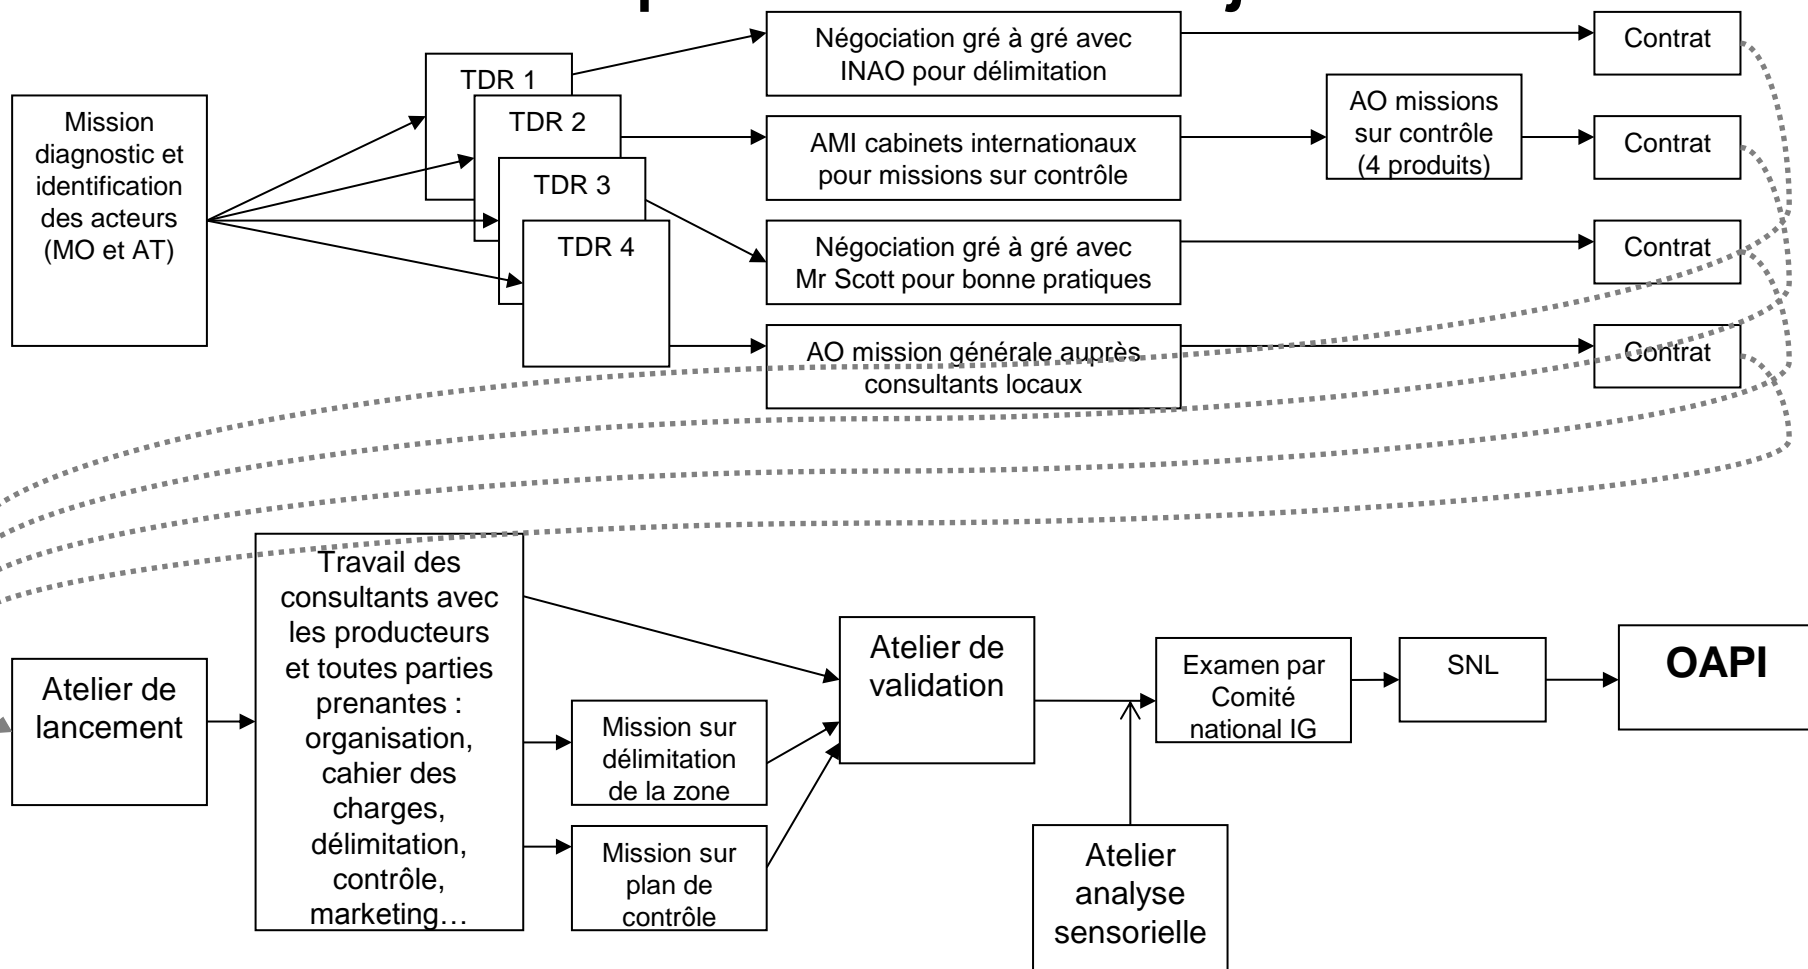 Mission
diagnostic et
identification
des acteurs
(MO et AT)
TDR 1
TDR 2
TDR 3
TDR 4
Négociation gré à gré avec
INAO pour délimitation
Contrat
AMI cabinets internationaux
pour missions sur contrôle
AO missions
sur contrôle
(4 produits)
Contrat
Négociation gré à gré avec
Mr Scott pour bonne pratiques
Contrat
AO mission générale auprès
consultants locaux
Contrat
Atelier de
lancement
Travail des
consultants avec
les producteurs
et toutes parties
prenantes :
organisation,
cahier des
charges,
délimitation,
contrôle,
marketing…
Mission sur
délimitation
de la zone
Mission sur
plan de
contrôle
Atelier de
validation
Atelier
analyse
sensorielle
Examen par
Comité
national IG
SNL
OAPI